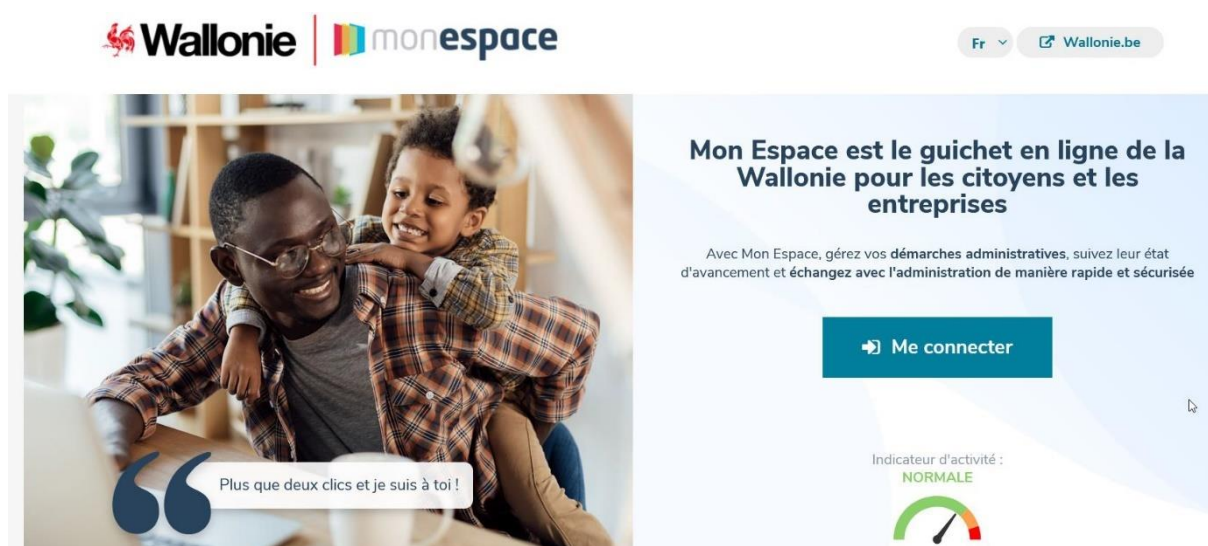 Wallonie monespace
Fr
Wallonie.be
Mon Espace est le guichet en ligne de la
Wallonie pour les citoyens et les
entreprises
Avec Mon Espace, gérez vos démarches administratives, suivez leur état
d'avancement et échangez avec l'administration de manière rapide et sécurisée
Me connecter
Indicateur d'activité :
NORMALE
Plus que deux clics et je suis à toi !